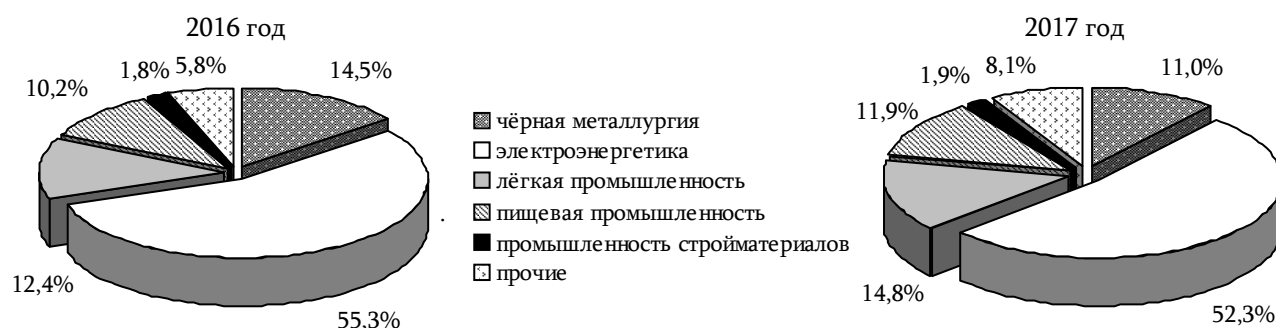 2016 год
14,5%
55,3%
12,4%
10,2%
1,8%
5,8%
чёрная металлургия
электроэнергетика
лёгкая промышленность
пищевая промышленность
промышленность стройматериалов
прочие
2017 год
11,0%
52,3%
14,8%
11,9%
1,9%
8,1%